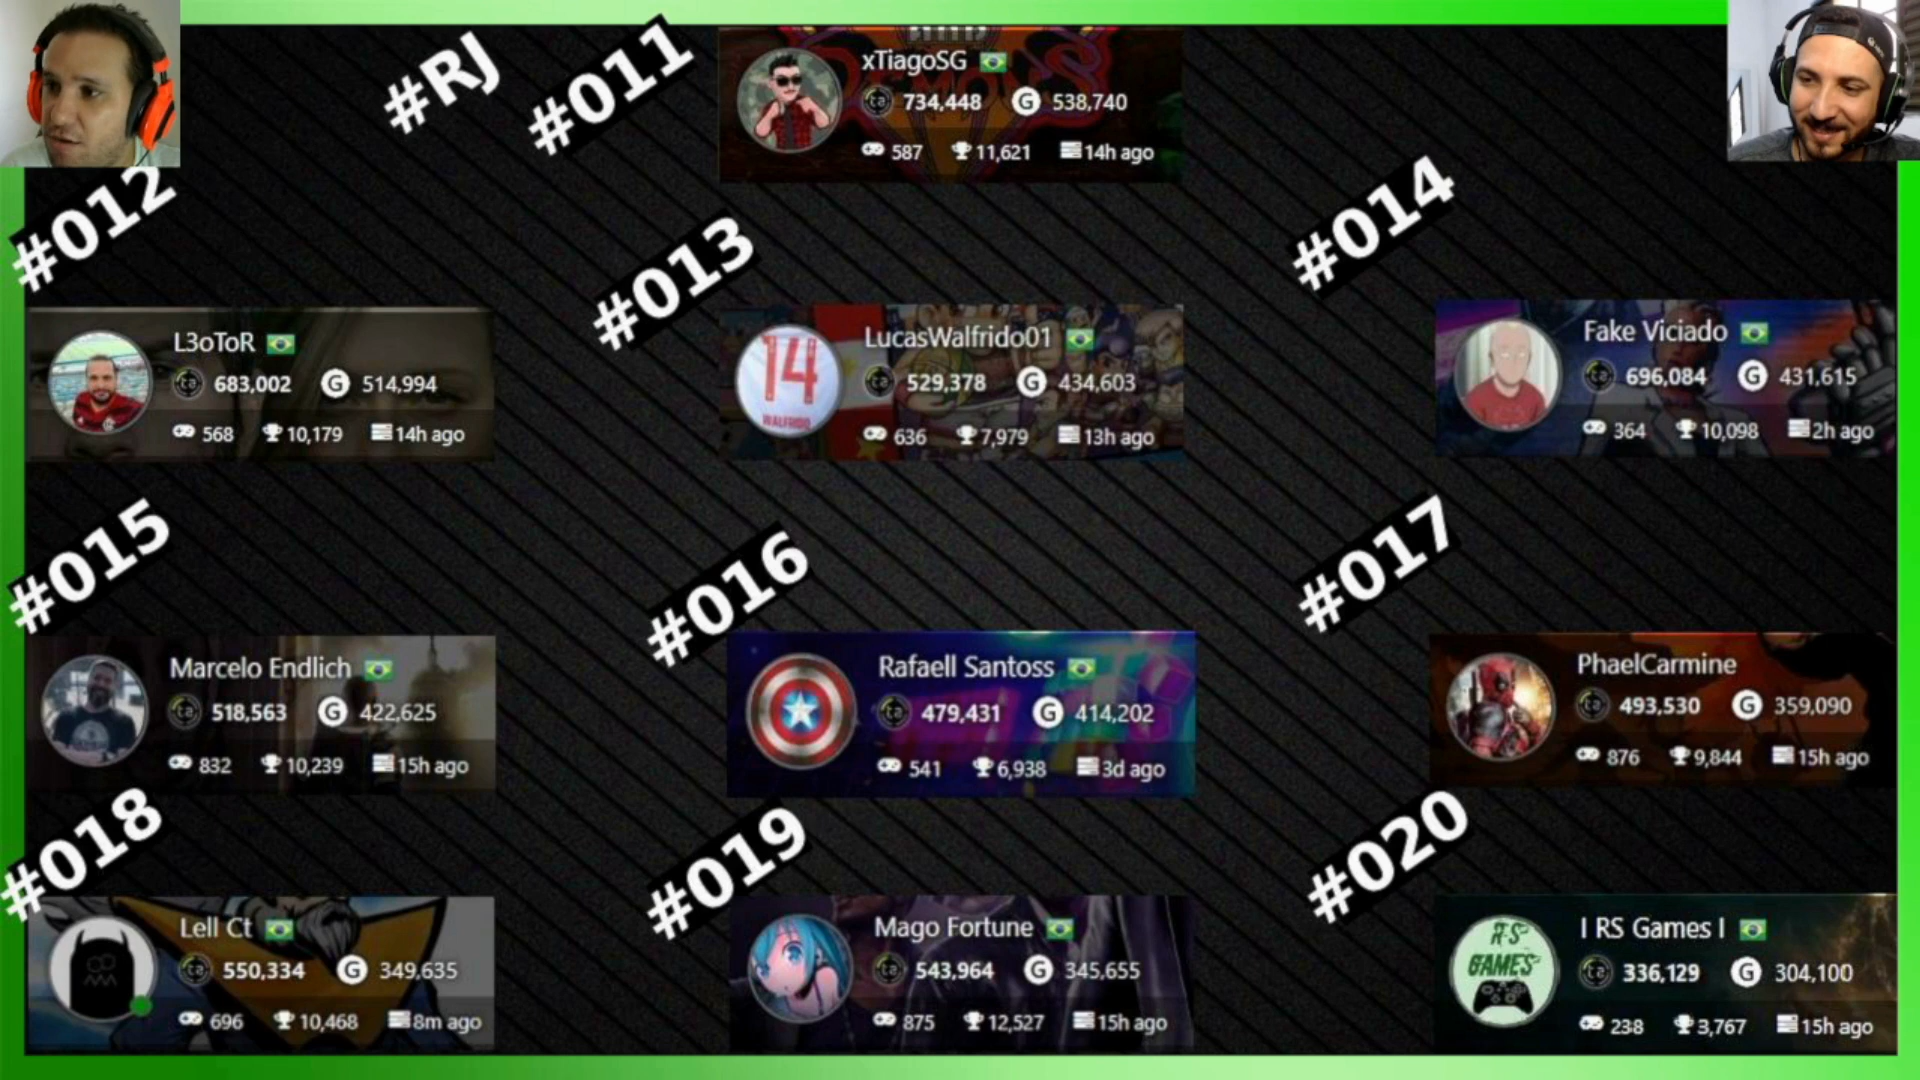 #RJ
#011
xTiagoSG
734,448 G 538,740
587 11,621 14h ago
#012
L3oToR
683,002 G 514,994
568 10,179 14h ago
#013
LucasWalfrido01
14
WALFRIDO
529,378 G 434,603
636 7,979 13h ago
#014
Fake Viciado
696,084 G 431,615
364 10,098 2h ago
#015
Marcelo Endlich
518,563 G 422,625
832 10,239 15h ago
#016
Rafaell Santoss
479,431 G 414,202
541 6,938 3d ago
#017
PhaelCarmine
493,530 G 359,090
876 9,844 15h ago
#018
Lell Ct
550,334 G 349,635
696 10,468 8m ago
#019
Mago Fortune
543,964 G 345,655
875 12,527 15h ago
#020
I RS Games I
R-S
GAMES
336,129 G 304,100
238 3,767 15h ago